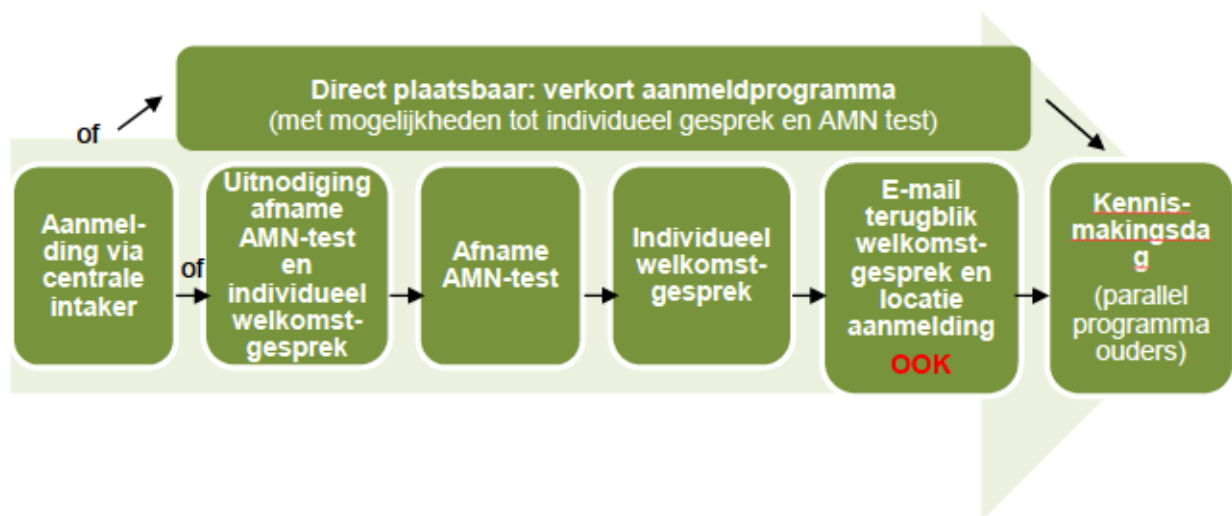 Direct plaatsbaar: verkort aanmeldprogramma
(met mogelijkheden tot individueel gesprek en AMN test)
of
Aanmel-
ding via
centrale
intaker
of
Uitnodiging
afname
AMN-test
en
individueel
welkomst-
gesprek
Afname
AMN-test
Individueel
welkomst-
gesprek
E-mail
terugblik
welkomst-
gesprek en
locatie
aanmelding
OOK
Kennis-
makingsda
g
(parallel
programma
ouders)